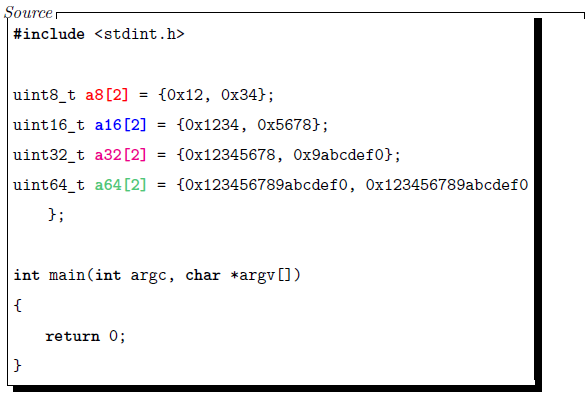 Source
#include <stdint.h>
uint8_t a8[2] = {0x12, 0x34};
uint16_t a16[2] = {0x1234, 0x5678};
uint32_t a32[2] = {0x12345678, 0x9abcdef0};
uint64_t a64[2] = {0x123456789abcdef0, 0x123456789abcdef0
};
int main(int argc, char *argv[])
{
return 0;
}